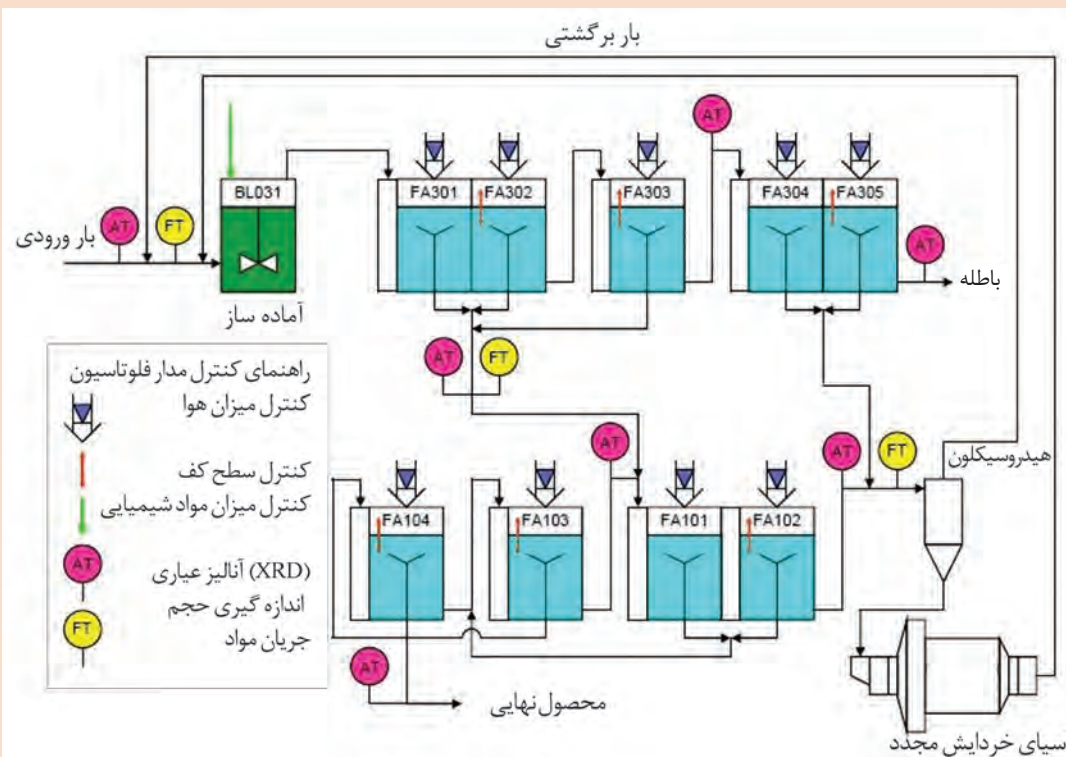 بار برگشتی
AT
FA301
FA302
FA303
FA304
FA305
BL031
AT
FT
بار ورودی
AT
باطله
آماده ساز
راهنمای کنترل مدار فلوتاسیون
کنترل میزان هوا
کنترل سطح کف
کنترل میزان مواد شیمیایی
AT
(XRD) آنالیز عیاری
FT
اندازه گیری حجم
جریان مواد
AT
FT
AT
AT
FT
هیدروسیکلون
FA104
FA103
FA101
FA102
AT
محصول نهایی
سیای خردایش مجدد